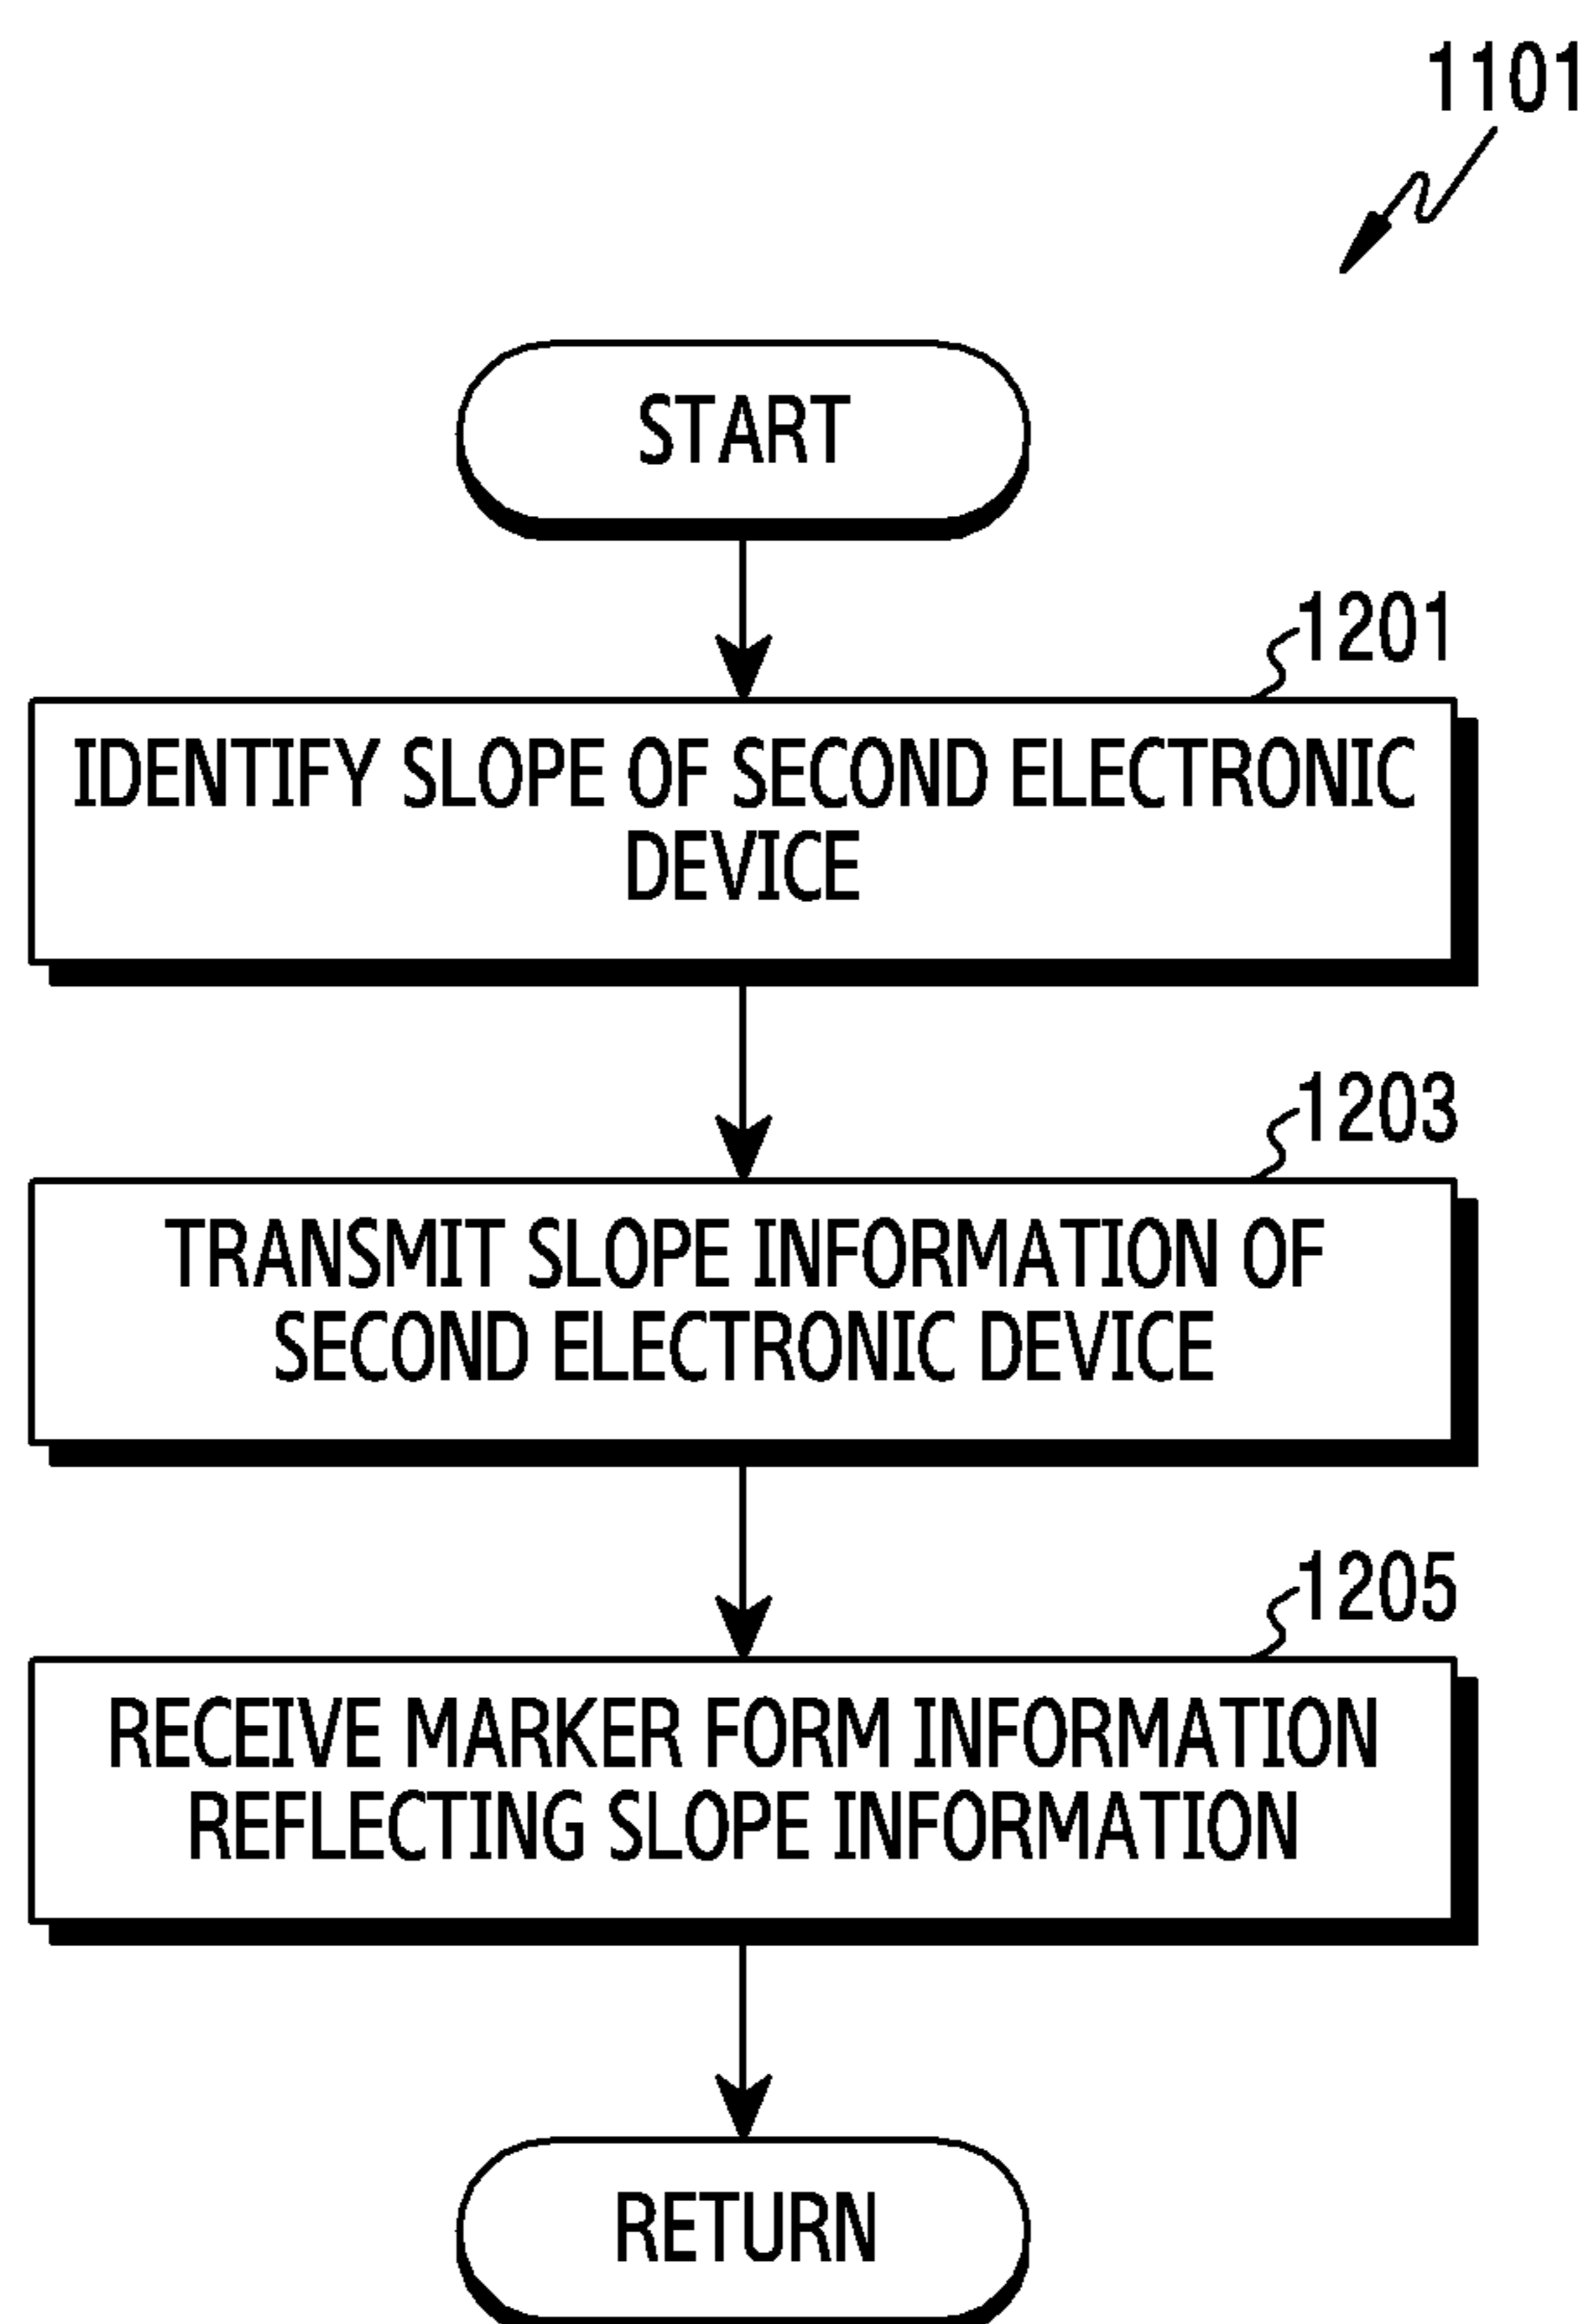 1101
START
1201
IDENTIFY SLOPE OF SECOND ELECTRONIC
DEVICE
1203
TRANSMIT SLOPE INFORMATION OF
SECOND ELECTRONIC DEVICE
1205
RECEIVE MARKER FORM INFORMATION
REFLECTING SLOPE INFORMATION
RETURN